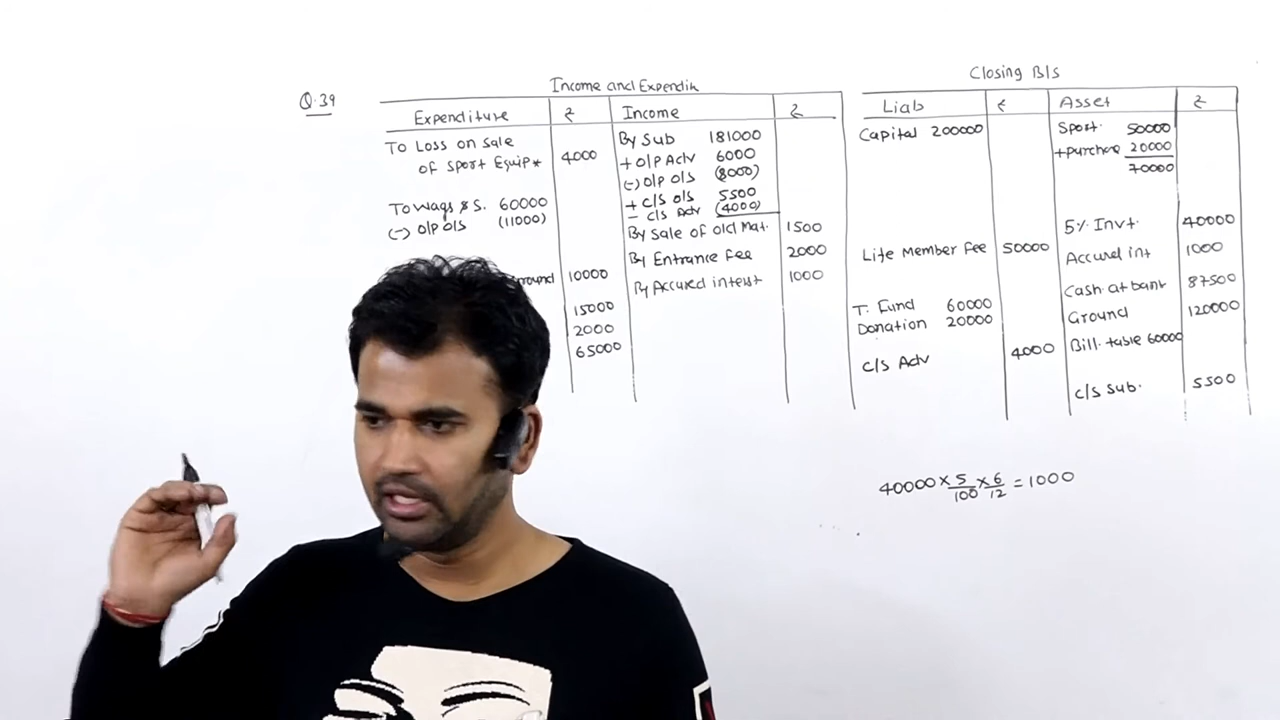 Q.39
Income and Expendit
Expenditure ₹ Income ₹
To Loss on sale
of Sport Equip* 4000
To Wages & S. 60000
(-) O/P O/S (11000)
round 10000
15000
2000
65000
By Sub 181000
+ O/P Adv 6000
(-) O/P O/S (8000)
+ C/S O/S 5500
- C/S Adv (4000)
By Sale of old Mat. 1500
By Entrance Fee 2000
By Accured interst 1000
Closing B/S
Liab ₹ Asset ₹
Capital 200000
Life Member Fee 50000
T. Fund 60000
Donation 20000
C/S Adv 4000
Sport. 50000
+purchase 20000
70000
5% Invt. 40000
Accured int 1000
Cash at bank 87500
Ground 120000
Bill. table 60000
C/S Sub. 5500
40000 × 5/100 × 6/12 = 1000